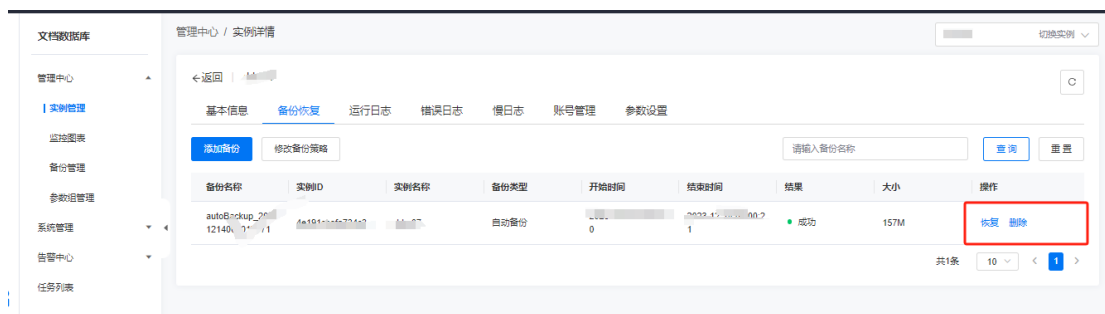 文档数据库
管理中心 / 实例详情
切换实例
管理中心
实例管理
监控图表
备份管理
参数组管理
系统管理
告警中心
任务列表
←返回
基本信息 备份恢复 运行日志 错误日志 慢日志 账号管理 参数设置
添加备份 修改备份策略 请输入备份名称 查询 重置
备份名称 实例ID 实例名称 备份类型 开始时间 结束时间 结果 大小 操作
自动备份 成功 157M 恢复 删除
共1条 10 1